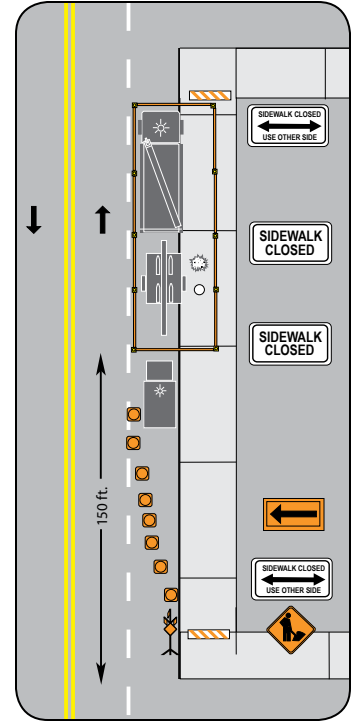 SIDEWALK CLOSED
USE OTHER SIDE
SIDEWALK
CLOSED
SIDEWALK
CLOSED
150 ft.
SIDEWALK CLOSED
USE OTHER SIDE